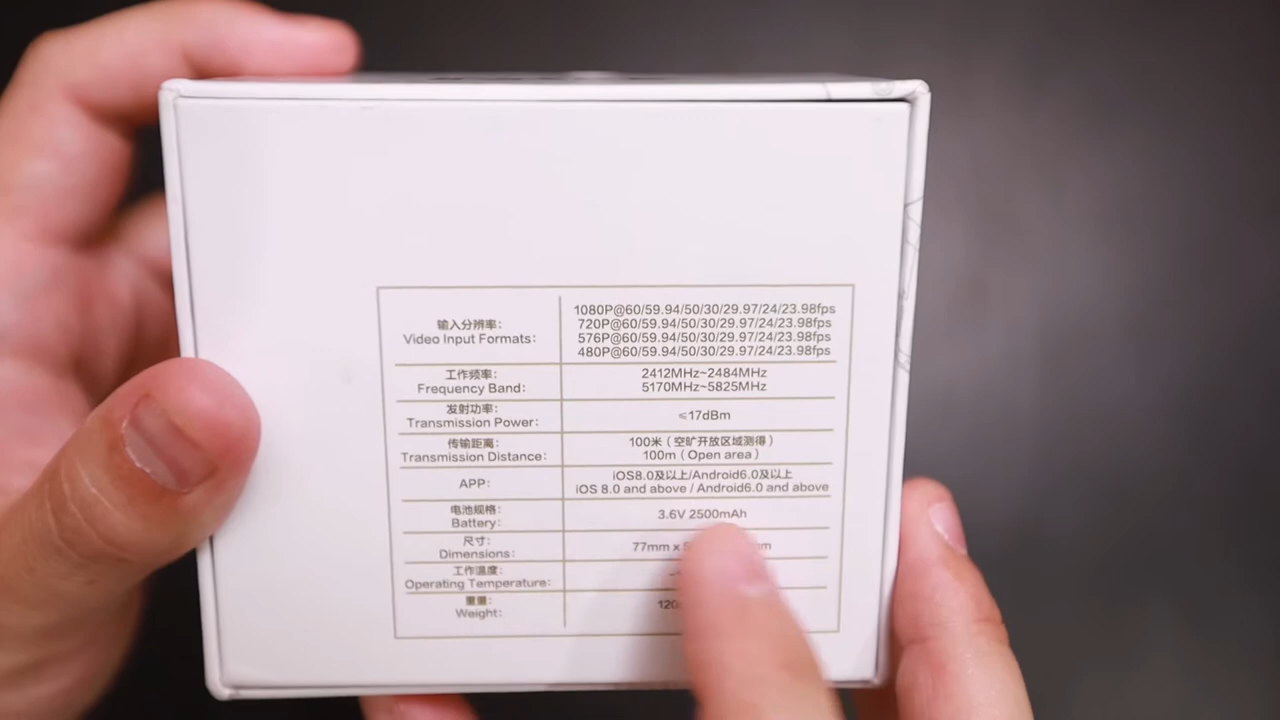 输入分辨率:
Video Input Formats:
1080P@60/59.94/50/30/29.97/24/23.98fps
720P@60/59.94/50/30/29.97/24/23.98fps
576P@60/59.94/50/30/29.97/24/23.98fps
480P@60/59.94/50/30/29.97/24/23.98fps
工作频率:
Frequency Band:
2412MHz~2484MHz
5170MHz~5825MHz
发射功率:
Transmission Power:
≤17dBm
传输距离:
Transmission Distance:
100米（空旷开放区域测得）
100m（Open area）
APP:
iOS8.0及以上/Android6.0及以上
iOS 8.0 and above / Android6.0 and above
电池规格:
Battery:
3.6V 2500mAh
尺寸:
Dimensions:
77mm x
工作温度:
Operating Temperature:
重量:
Weight: